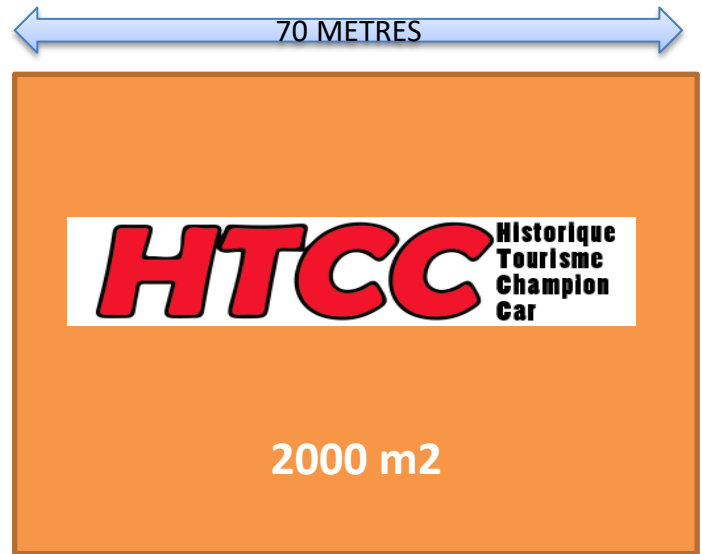 70 METRES
HTCC
Historique
Tourisme
Champion
Car
2000 m2